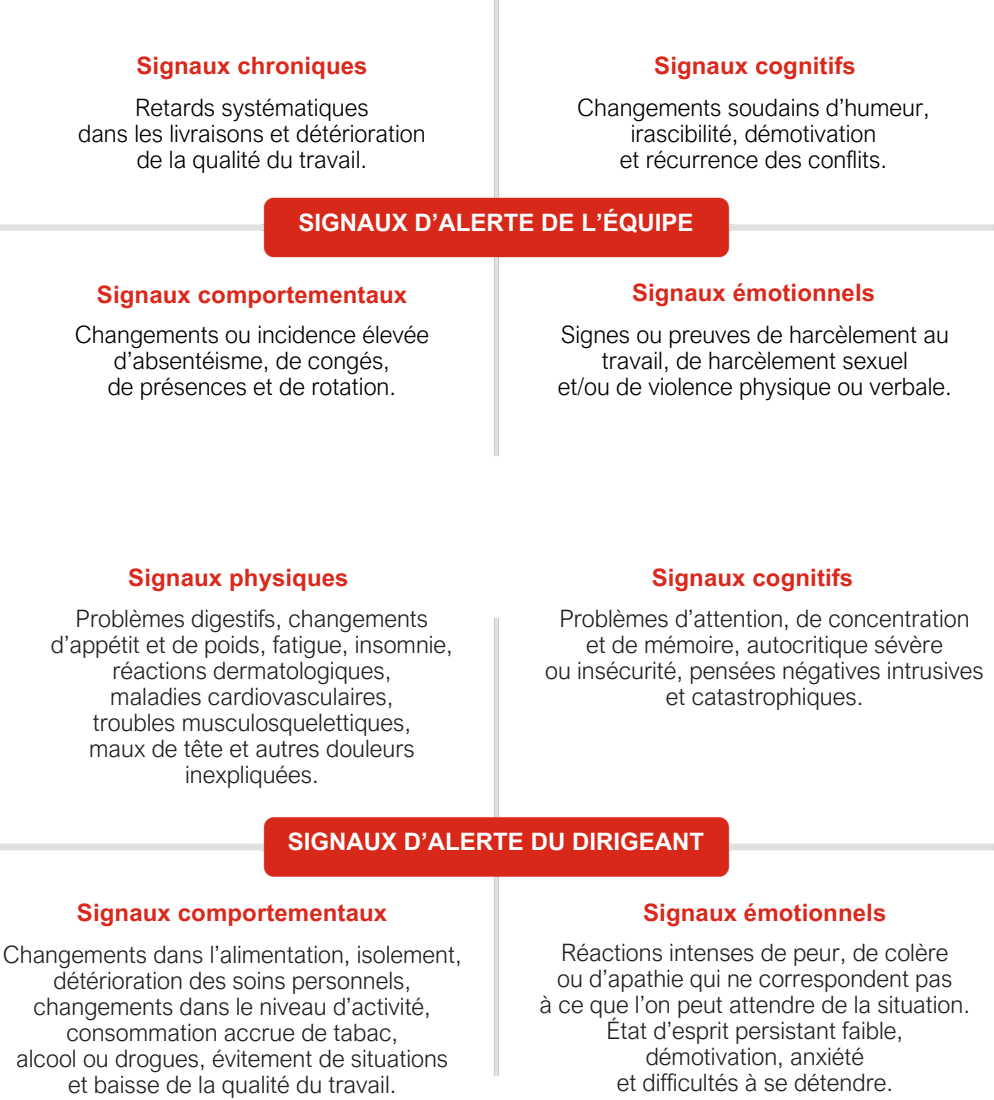 Signaux chroniques
Retards systématiques
dans les livraisons et détérioration
de la qualité du travail.
Signaux cognitifs
Changements soudains d’humeur,
irascibilité, démotivation
et récurrence des conflits.
SIGNAUX D’ALERTE DE L’ÉQUIPE
Signaux comportementaux
Changements ou incidence élevée
d’absentéisme, de congés,
de présences et de rotation.
Signaux émotionnels
Signes ou preuves de harcèlement au
travail, de harcèlement sexuel
et/ou de violence physique ou verbale.
Signaux physiques
Problèmes digestifs, changements
d’appétit et de poids, fatigue, insomnie,
réactions dermatologiques,
maladies cardiovasculaires,
troubles musculosquelettiques,
maux de tête et autres douleurs
inexpliquées.
Signaux cognitifs
Problèmes d’attention, de concentration
et de mémoire, autocritique sévère
ou insécurité, pensées négatives intrusives
et catastrophiques.
SIGNAUX D’ALERTE DU DIRIGEANT
Signaux comportementaux
Changements dans l’alimentation, isolement,
détérioration des soins personnels,
changements dans le niveau d’activité,
consommation accrue de tabac,
alcool ou drogues, évitement de situations
et baisse de la qualité du travail.
Signaux émotionnels
Réactions intenses de peur, de colère
ou d’apathie qui ne correspondent pas
à ce que l’on peut attendre de la situation.
État d’esprit persistant faible,
démotivation, anxiété
et difficultés à se détendre.